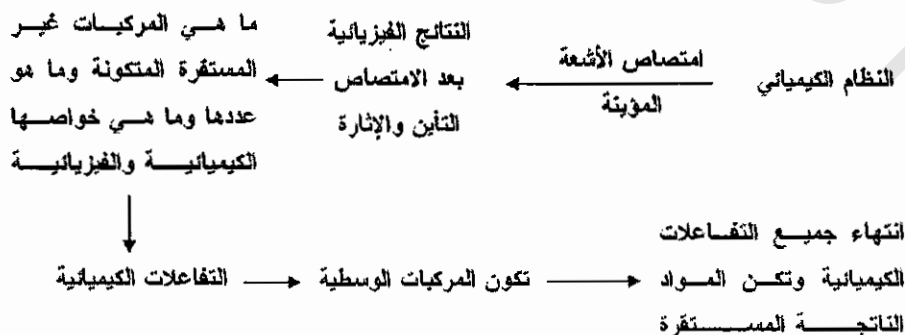 النظام الكيميائي
امتصاص الأشعة
المؤينة
النتائج الفيزيائية
بعد الامتصاص
التأين والإثارة
ما هي المركبات غير
المستقرة المتكونة وما هو
عددها وما هي خواصها
الكيميائية والفيزيائية
التفاعلات الكيميائية
تكون المركبات الوسطية
انتهاء جميع التفاعلات
الكيميائية وتكن المواد
الناتجة المستقرة